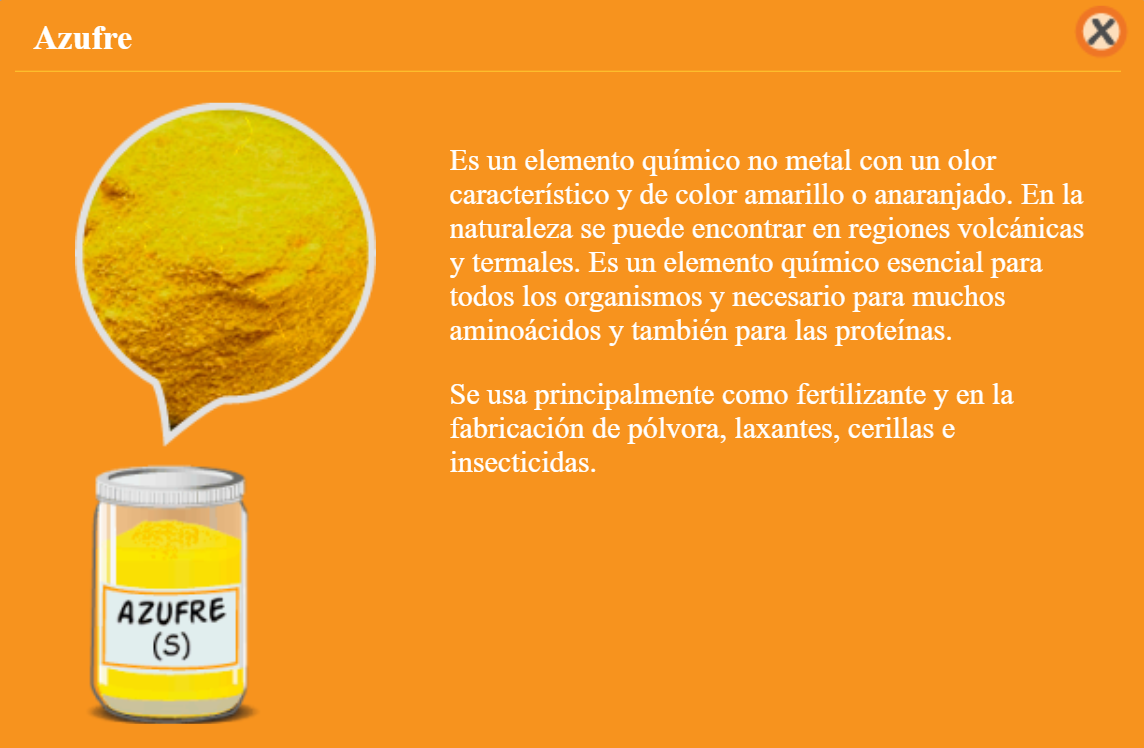 Azufre
Es un elemento químico no metal con un olor
característico y de color amarillo o anaranjado. En la
naturaleza se puede encontrar en regiones volcánicas
y termales. Es un elemento químico esencial para
todos los organismos y necesario para muchos
aminoácidos y también para las proteínas.
Se usa principalmente como fertilizante y en la
fabricación de pólvora, laxantes, cerillas e
insecticidas.
AZUFRE
(S)